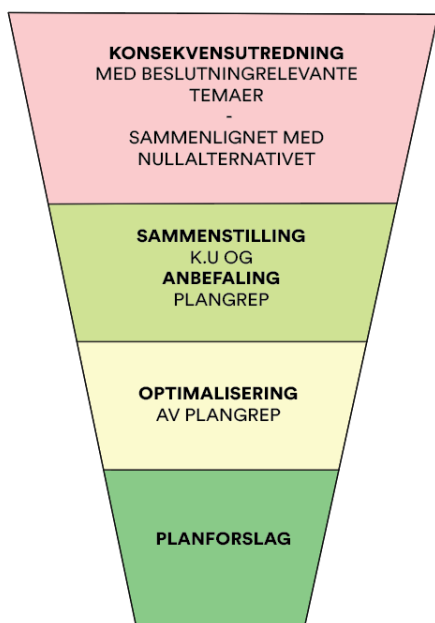 KONSEKVENSUTREDNING
MED BESLUTNINGRELEVANTE
TEMAER
-
SAMMENLIGNET MED
NULLALTERNATIVET
SAMMENSTILLING
K.U OG
ANBEFALING
PLANGREP
OPTIMALISERING
AV PLANGREP
PLANFORSLAG